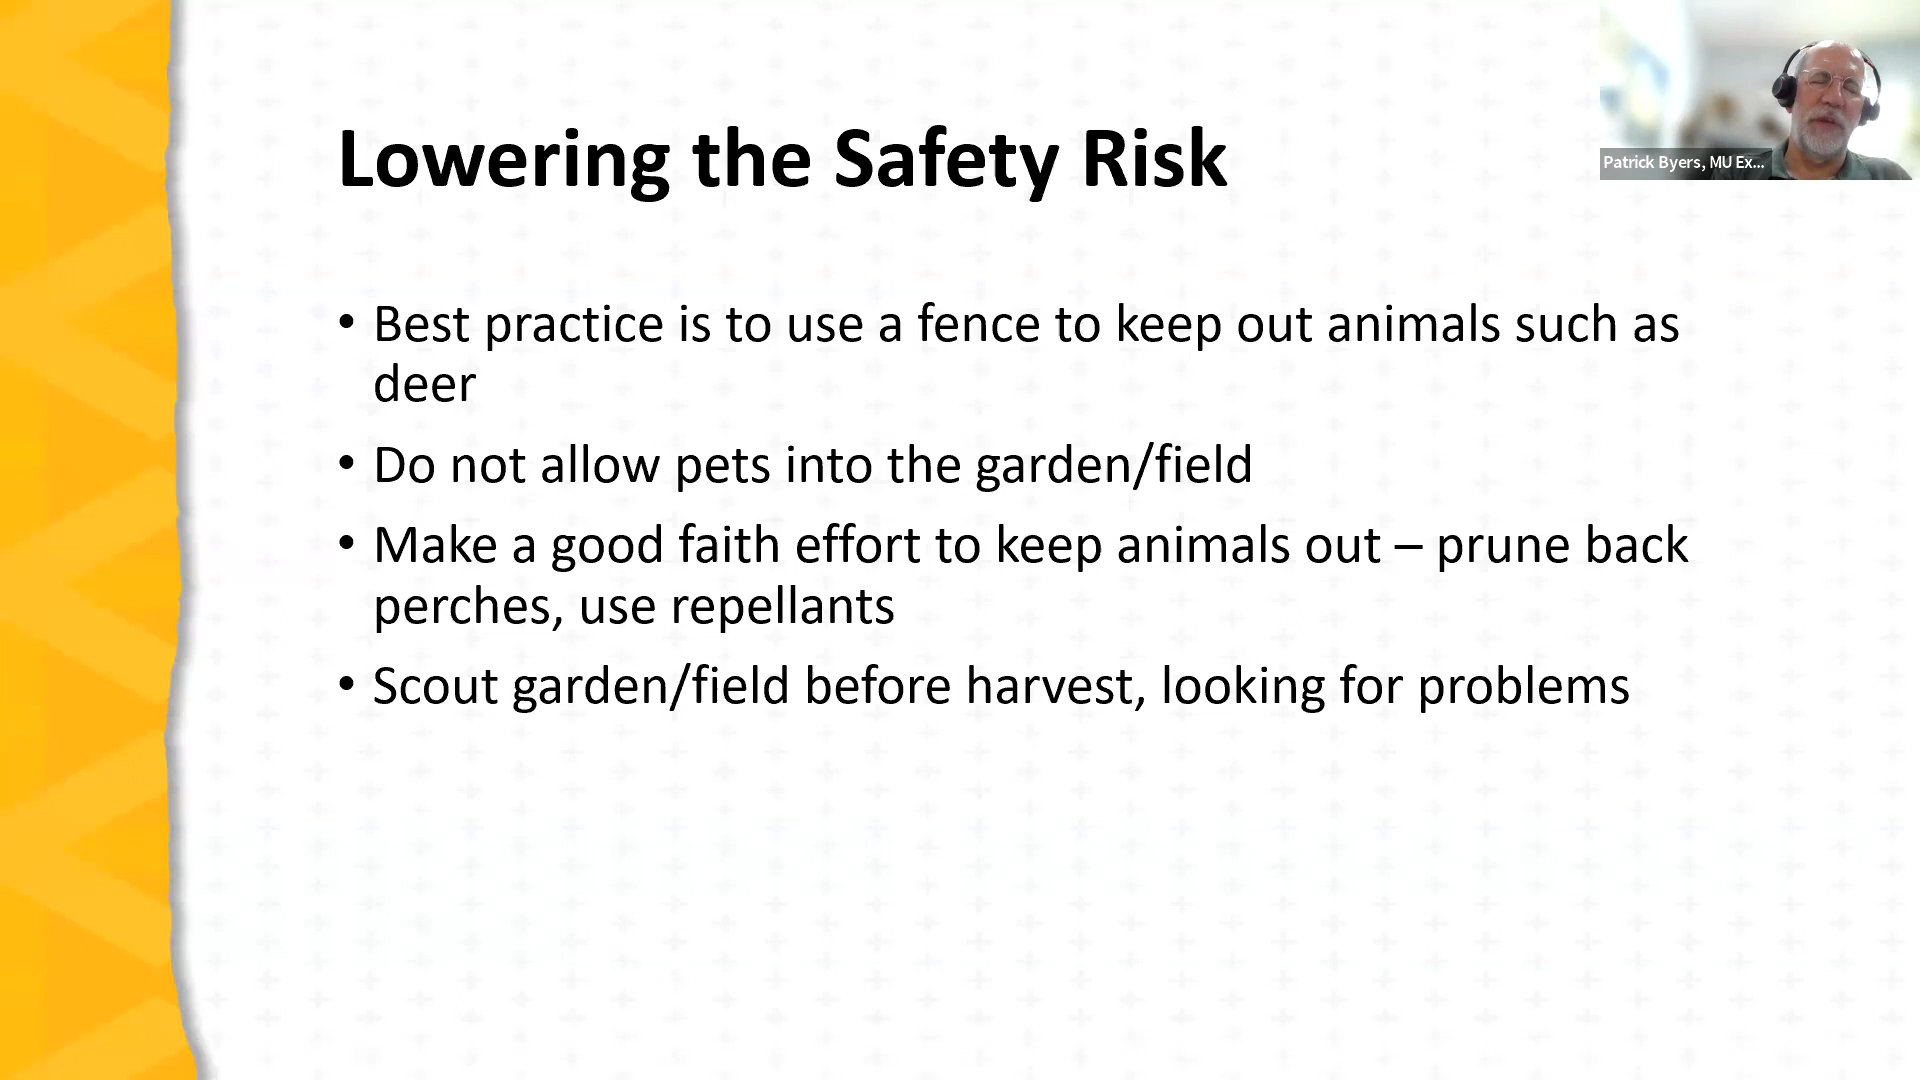 Lowering the Safety Risk
Patrick Byers, MU Ex...
• Best practice is to use a fence to keep out animals such as
deer
• Do not allow pets into the garden/field
• Make a good faith effort to keep animals out – prune back
perches, use repellants
• Scout garden/field before harvest, looking for problems